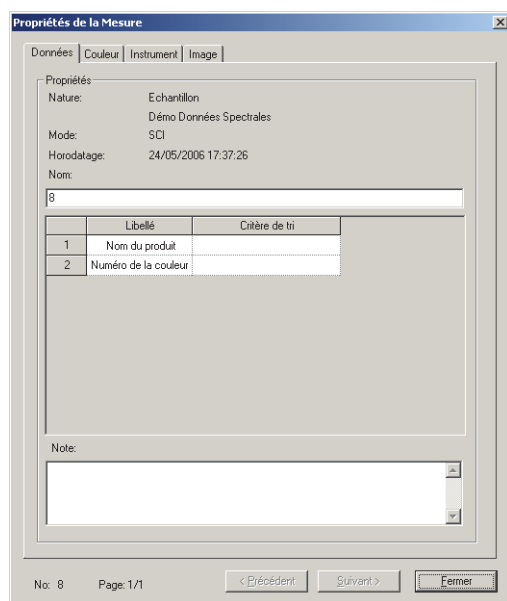 Propriétés de la Mesure
Données Couleur Instrument Image
Propriétés
Nature: Echantillon
Démo Données Spectrales
Mode: SCI
Horodatage: 24/05/2006 17:37:26
Nom:
8
Libellé Critère de tri
1 Nom du produit
2 Numéro de la couleur
Note:
No: 8 Page: 1/1 < Précédent Suivant > Fermer